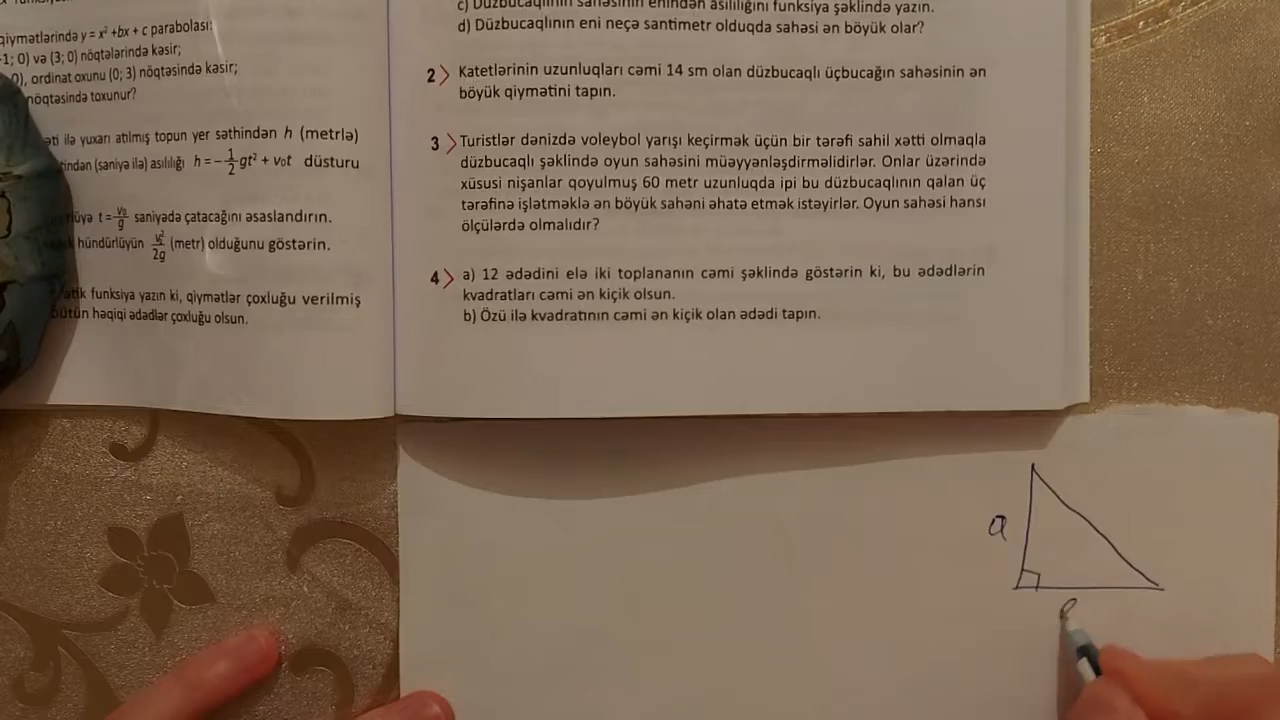 qiymətlərində y = x² +bx + c parabolası:
1; 0) və (3; 0) nöqtələrində kəsir;
0), ordinat oxunu (0; 3) nöqtəsində kəsir;
nöqtəsində toxunur?
ilə yuxarı atılmış topun yer səthindən h (metrlə)
(saniyə ilə) asılılığı h = -1/2 gt² + v₀t düsturu
t = v₀/g saniyədə çatacağını əsaslandırın.
hündürlüyün v₀²/2g (metr) olduğunu göstərin.
funksiya yazın ki, qiymətlər çoxluğu verilmiş
bütün həqiqi ədədlər çoxluğu olsun.
c) Düzbucaqlının sahəsinin enindən asılılığını funksiya şəklində yazın.
d) Düzbucaqlının eni neçə santimetr olduqda sahəsi ən böyük olar?
2 Katetlərinin uzunluqları cəmi 14 sm olan düzbucaqlı üçbucağın sahəsinin ən
böyük qiymətini tapın.
3 Turistlər dənizdə voleybol yarışı keçirmək üçün bir tərəfi sahil xətti olmaqla
düzbucaqlı şəklində oyun sahəsini müəyyənləşdirməlidirlər. Onlar üzərində
xüsusi nişanlar qoyulmuş 60 metr uzunluqda ipi bu düzbucaqlının qalan üç
tərəfinə işlətməklə ən böyük sahəni əhatə etmək istəyirlər. Oyun sahəsi hansı
ölçülərdə olmalıdır?
4 a) 12 ədədini elə iki toplananın cəmi şəklində göstərin ki, bu ədədlərin
kvadratları cəmi ən kiçik olsun.
b) Özü ilə kvadratının cəmi ən kiçik olan ədədi tapın.
a